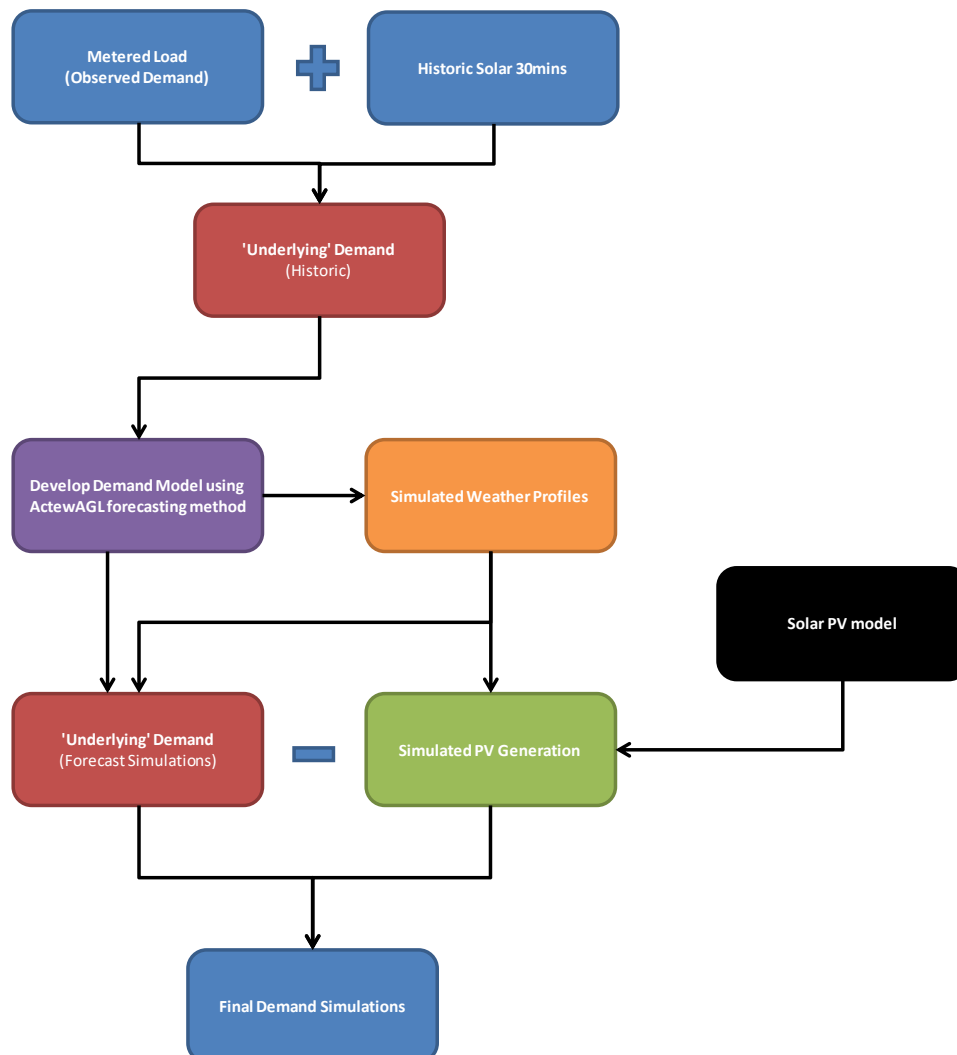 Metered Load
(Observed Demand)
Historic Solar 30mins
'Underlying' Demand
(Historic)
Develop Demand Model using
ActewAGL forecasting method
Simulated Weather Profiles
Solar PV model
'Underlying' Demand
(Forecast Simulations)
Simulated PV Generation
Final Demand Simulations